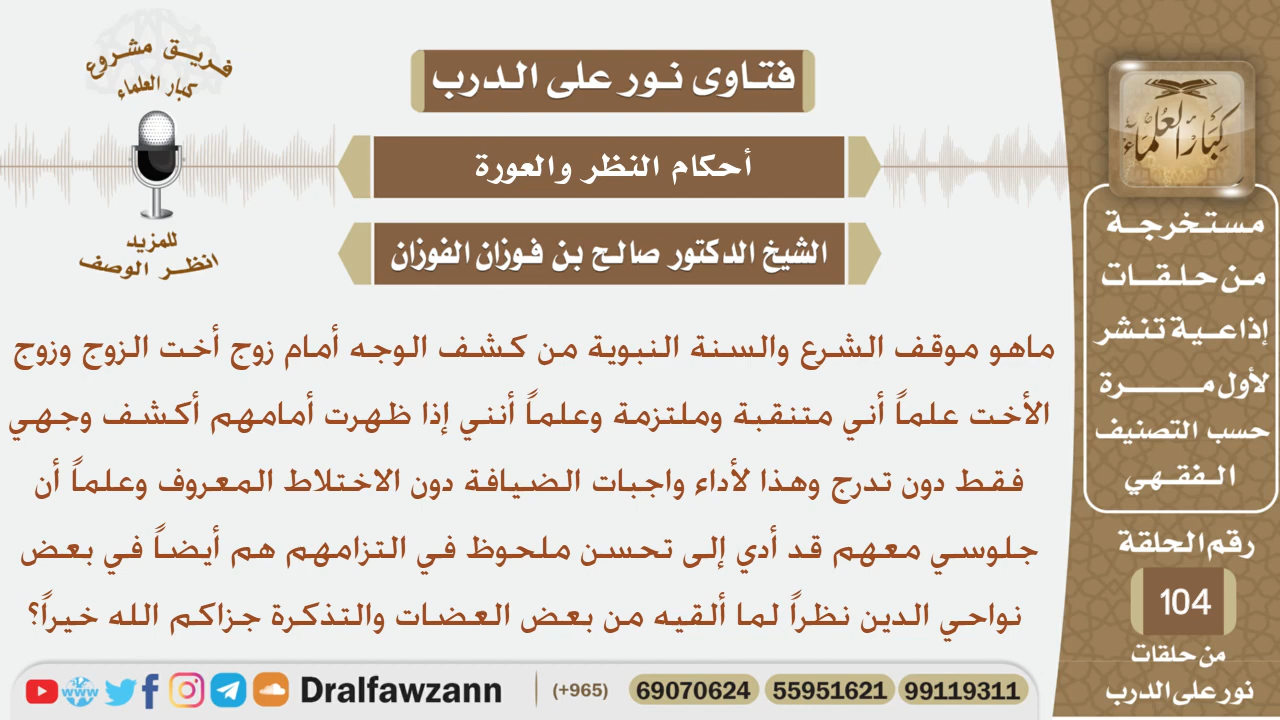 فريق مشروع
كبار العلماء
للمزيد
انظر الوصف
فتاوى نور على الدرب
أحكام النظر والعورة
الشيخ الدكتور صالح بن فوزان الفوزان
ماهو موقف الشرع والسنة النبوية من كشف الوجه أمام زوج أخت الزوج وزوج
الأخت علماً أني متنقبة وملتزمة وعلماً أنني إذا ظهرت أمامهم أكشف وجهي
فقط دون تدرج وهذا لأداء واجبات الضيافة دون الاختلاط المعروف وعلماً أن
جلوسي معهم قد أدي إلى تحسن ملحوظ في التزامهم هم أيضاً في بعض
نواحي الدين نظراً لما ألقيه من بعض العضات والتذكرة جزاكم الله خيراً؟
كبار العلماء
مستخرجة
من حلقات
إذاعية تنشر
لأول مرة
حسب التصنيف
الفقهي
رقم الحلقة
104
من حلقات
نور على الدرب
www Dralfawzann (+965) 69070624 55951621 99119311